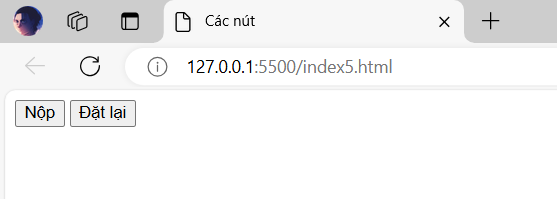 Các nút
127.0.0.1:5500/index5.html
Nộp Đặt lại